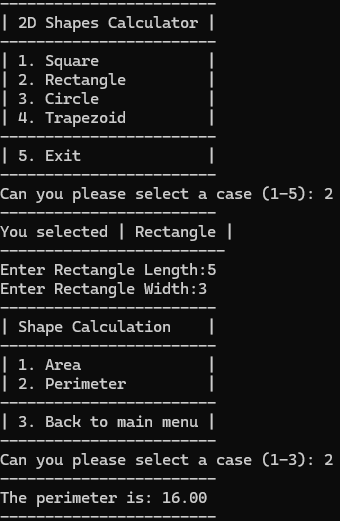 ------------------------
| 2D Shapes Calculator |
------------------------
| 1. Square            |
| 2. Rectangle         |
| 3. Circle            |
| 4. Trapezoid         |
------------------------
| 5. Exit              |
------------------------
Can you please select a case (1-5): 2
------------------------
You selected | Rectangle |
-------------------------
Enter Rectangle Length:5
Enter Rectangle Width:3
------------------------
| Shape Calculation    |
------------------------
| 1. Area              |
| 2. Perimeter         |
------------------------
| 3. Back to main menu |
------------------------
Can you please select a case (1-3): 2
------------------------
The perimeter is: 16.00
------------------------